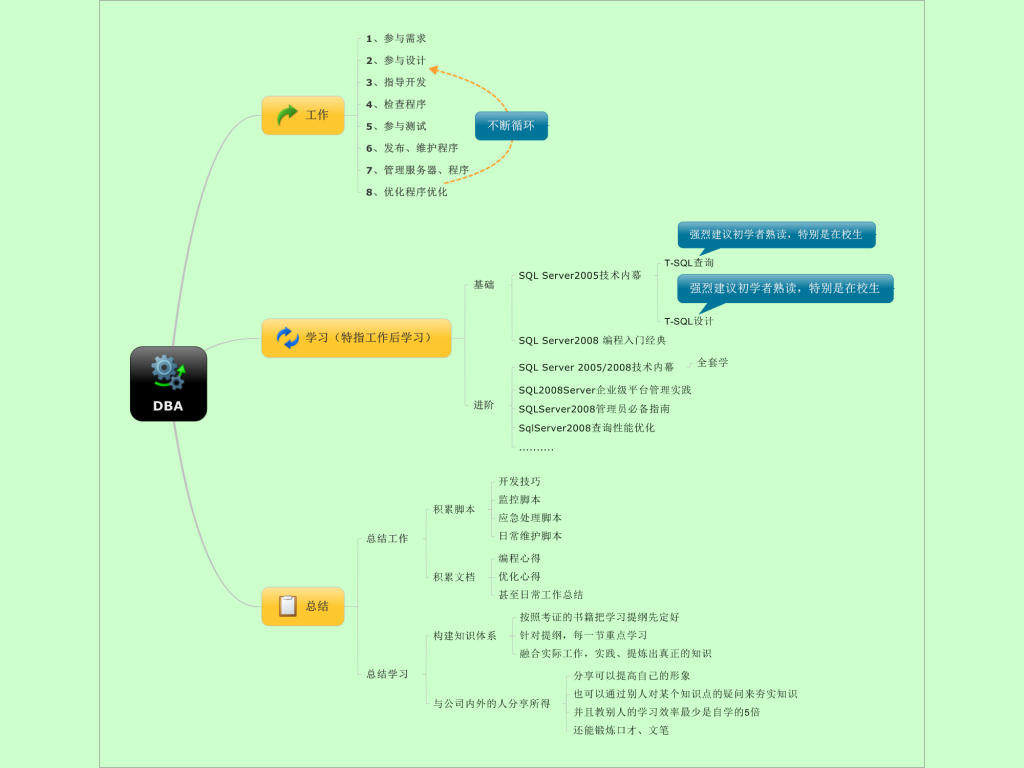 DBA
工作
1、参与需求
2、参与设计
3、指导开发
4、检查程序
5、参与测试
6、发布、维护程序
7、管理服务器、程序
8、优化程序优化
不断循环
学习（特指工作后学习）
基础
SQL Server2005技术内幕
强烈建议初学者熟读，特别是在校生
T-SQL查询
强烈建议初学者熟读，特别是在校生
T-SQL设计
SQL Server2008 编程入门经典
进阶
SQL Server 2005/2008技术内幕
全套学
SQL2008Server企业级平台管理实践
SQLServer2008管理员必备指南
SqlServer2008查询性能优化
..........
总结
总结工作
积累脚本
开发技巧
监控脚本
应急处理脚本
日常维护脚本
积累文档
编程心得
优化心得
甚至日常工作总结
总结学习
构建知识体系
按照考证的书籍把学习提纲先定好
针对提纲，每一节重点学习
融合实际工作，实践、提炼出真正的知识
与公司内外的人分享所得
分享可以提高自己的形象
也可以通过别人对某个知识点的疑问来夯实知识
并且教别人的学习效率最少是自学的5倍
还能锻炼口才、文笔